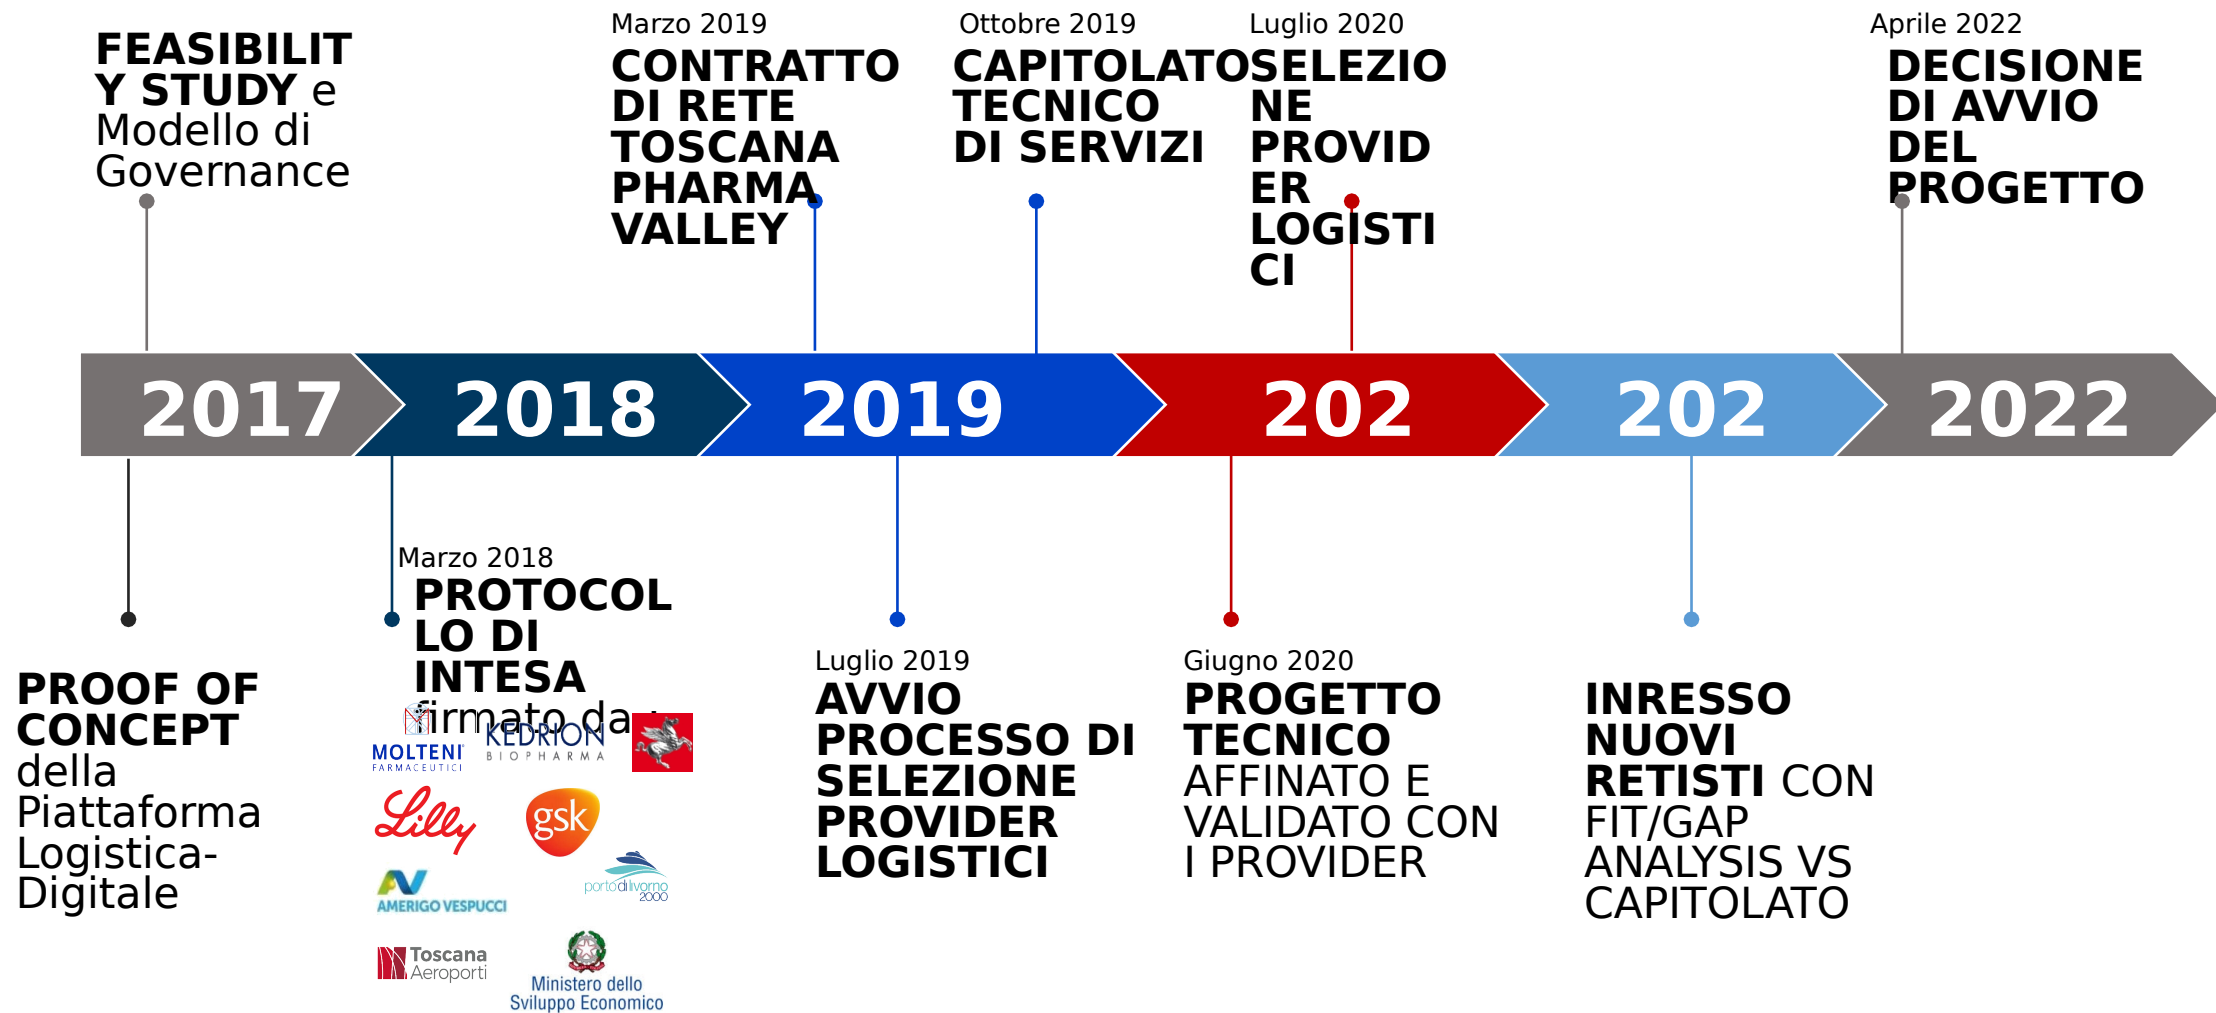 FEASIBILIT
Y STUDY e
Modello di
Governance
Marzo 2019
CONTRATTO
DI RETE
TOSCANA
PHARMA
VALLEY
Ottobre 2019
CAPITOLATO
TECNICO
DI SERVIZI
Luglio 2020
SELEZIO
NE
PROVID
ER
LOGISTI
CI
Aprile 2022
DECISIONE
DI AVVIO
DEL
PROGETTO
2017
2018
2019
202
202
2022
PROOF OF
CONCEPT
della
Piattaforma
Logistica-
Digitale
Marzo 2018
PROTOCOL
LO DI
INTESA
firmato da
MOLTENI
FARMACEUTICI
KEDRION
BIOPHARMA
Lilly
gsk
AMERIGO VESPUCCI
porto di livorno
2000
Toscana
Aeroporti
Ministero dello
Sviluppo Economico
Luglio 2019
AVVIO
PROCESSO DI
SELEZIONE
PROVIDER
LOGISTICI
Giugno 2020
PROGETTO
TECNICO
AFFINATO E
VALIDATO CON
I PROVIDER
INRESSO
NUOVI
RETISTI CON
FIT/GAP
ANALYSIS VS
CAPITOLATO